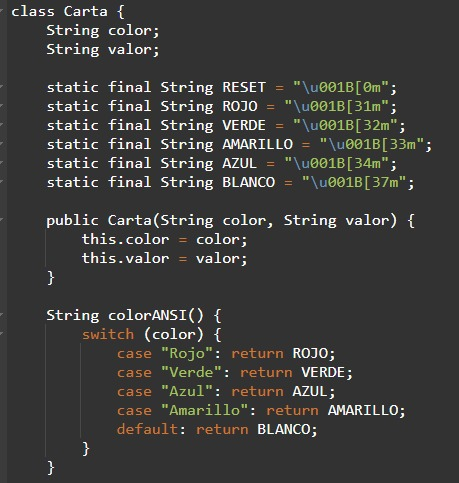 class Carta {
    String color;
    String valor;

    static final String RESET = "\u001B[0m";
    static final String ROJO = "\u001B[31m";
    static final String VERDE = "\u001B[32m";
    static final String AMARILLO = "\u001B[33m";
    static final String AZUL = "\u001B[34m";
    static final String BLANCO = "\u001B[37m";

    public Carta(String color, String valor) {
        this.color = color;
        this.valor = valor;
    }

    String colorANSI() {
        switch (color) {
            case "Rojo": return ROJO;
            case "Verde": return VERDE;
            case "Azul": return AZUL;
            case "Amarillo": return AMARILLO;
            default: return BLANCO;
        }
    }